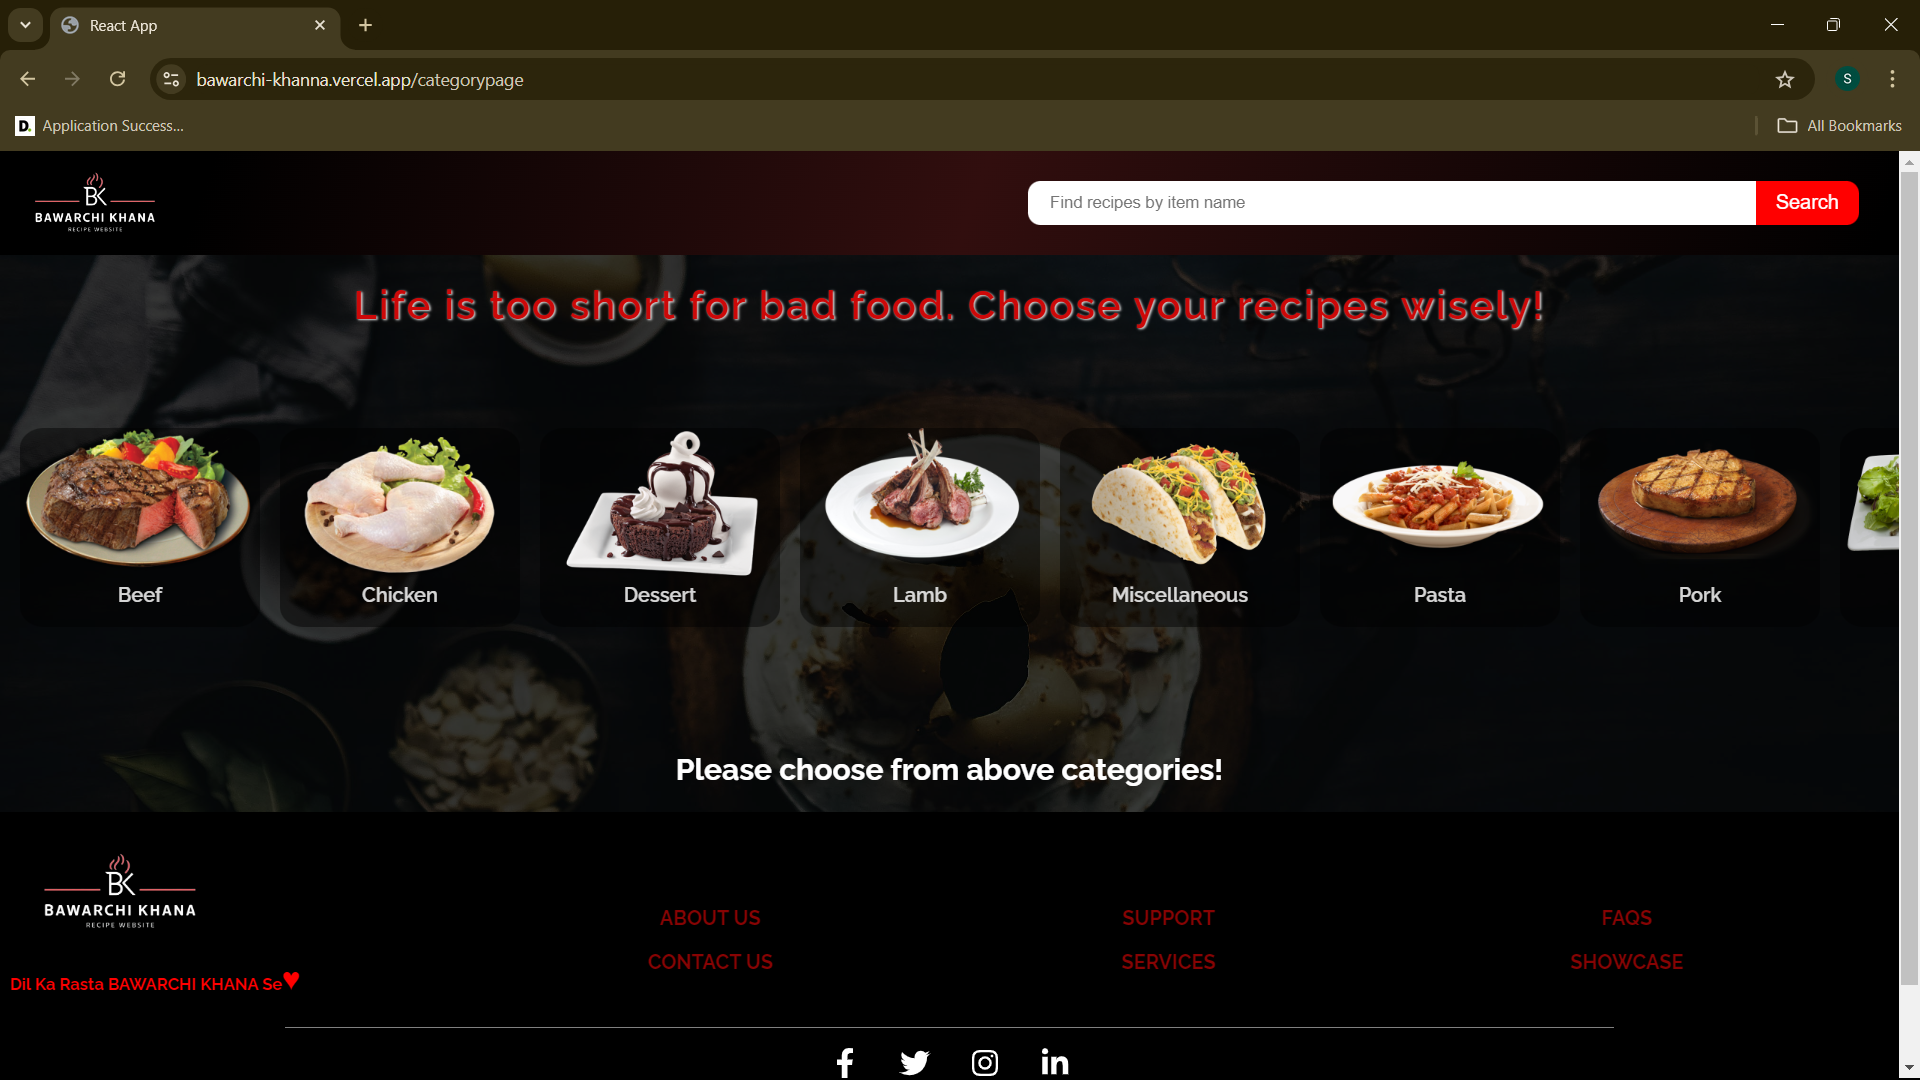 React App
bawarchi-khanna.vercel.app/categorypage
S
D. Application Success...
All Bookmarks
BK
BAWARCHI KHANA
RECIPE WEBSITE
Find recipes by item name
Search
Life is too short for bad food. Choose your recipes wisely!
Beef
Chicken
Dessert
Lamb
Miscellaneous
Pasta
Pork
Please choose from above categories!
BK
BAWARCHI KHANA
RECIPE WEBSITE
ABOUT US
SUPPORT
FAQS
CONTACT US
SERVICES
SHOWCASE
Dil Ka Rasta BAWARCHI KHANA Se♥